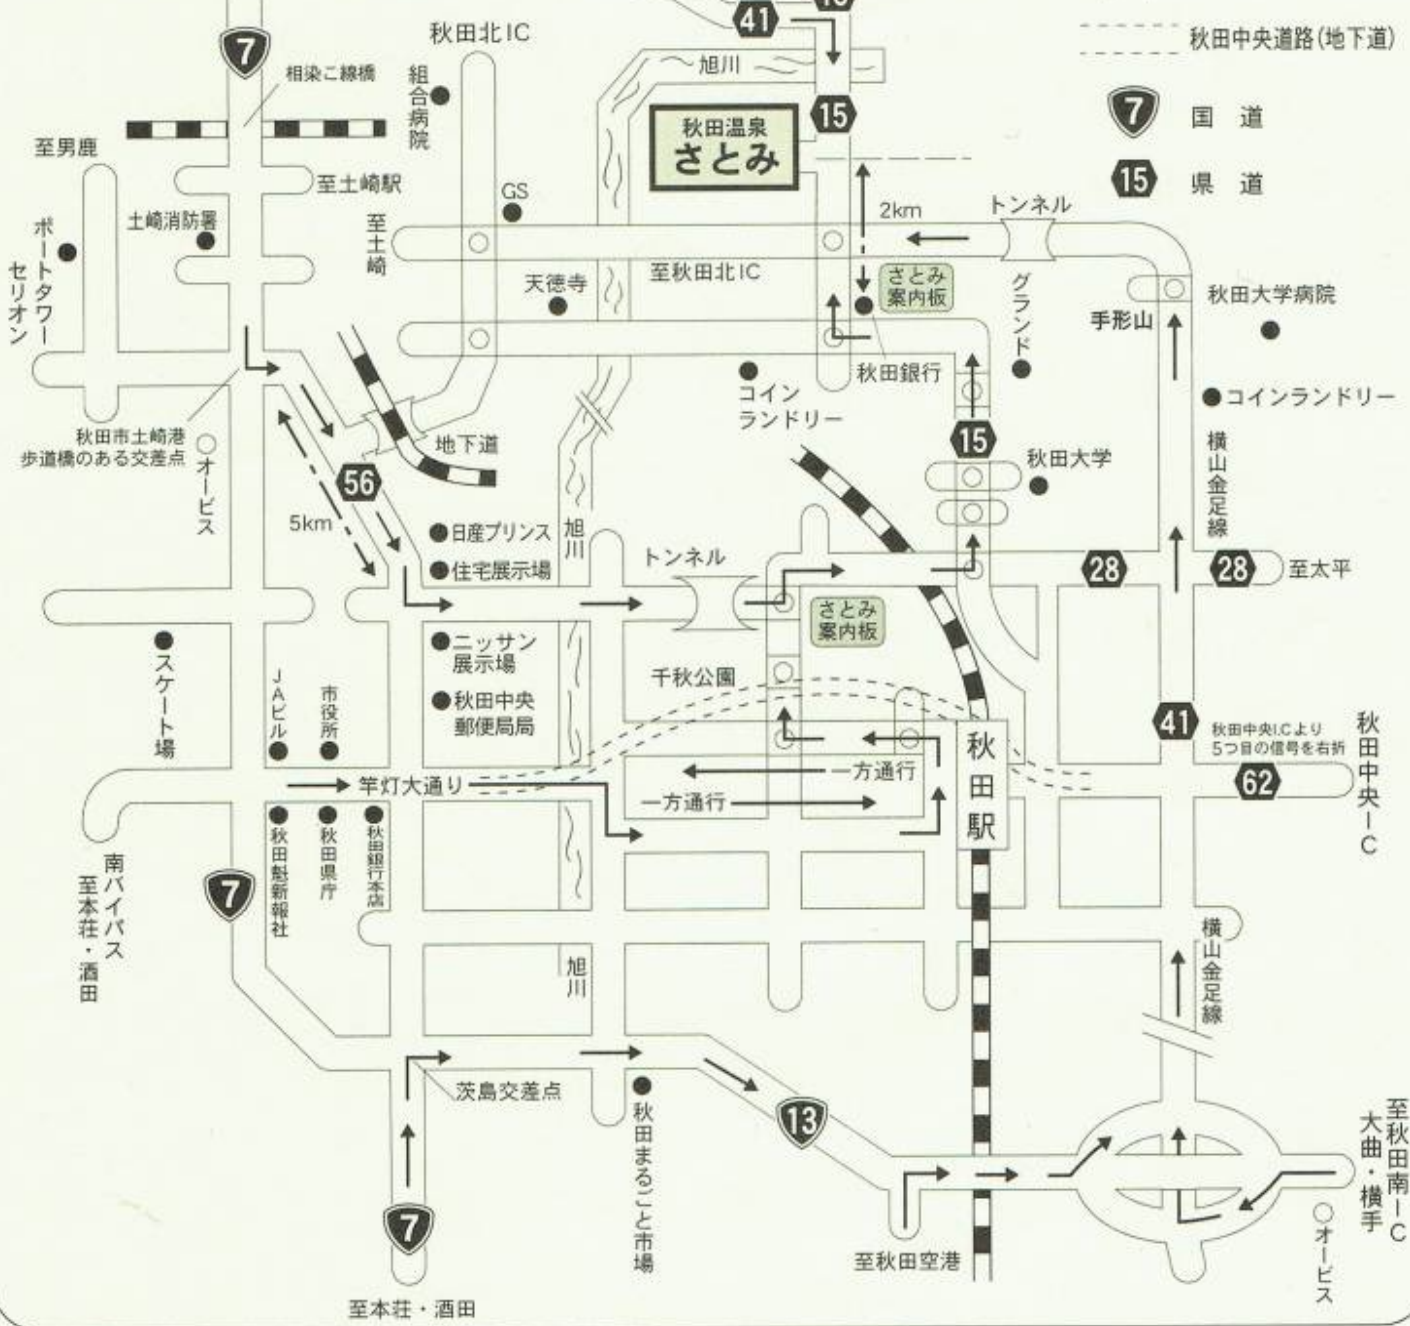 41
秋田中央道路(地下道)
7
国道
15
県道
7
秋田北IC
相染こ線橋
組合病院
旭川
15
秋田温泉
さとみ
至男鹿
至土崎駅
GS
土崎消防署
至土崎
ポートタワー
セリオン
2km
トンネル
至秋田北IC
天徳寺
さとみ
案内板
グランド
手形山
秋田大学病院
秋田銀行
コイン
ランドリー
コインランドリー
秋田市土崎港
歩道橋のある交差点
オービス
地下道
15
秋田大学
横山金足線
56
5km
日産プリンス
住宅展示場
旭川
トンネル
28
28
至太平
さとみ
案内板
ニッサン
展示場
秋田中央
郵便局局
スケート場
JAビル
市役所
千秋公園
41
秋田中央I.Cより
5つ目の信号を右折
62
秋田中央IC
秋田駅
一方通行
一方通行
竿灯大通り
秋田魁新報社
秋田県庁
秋田銀行本店
南バイパス
至本荘・酒田
7
旭川
横山金足線
茨島交差点
秋田まるごと市場
13
至秋田南IC
大曲・横手
オービス
至秋田空港
7
至本荘・酒田